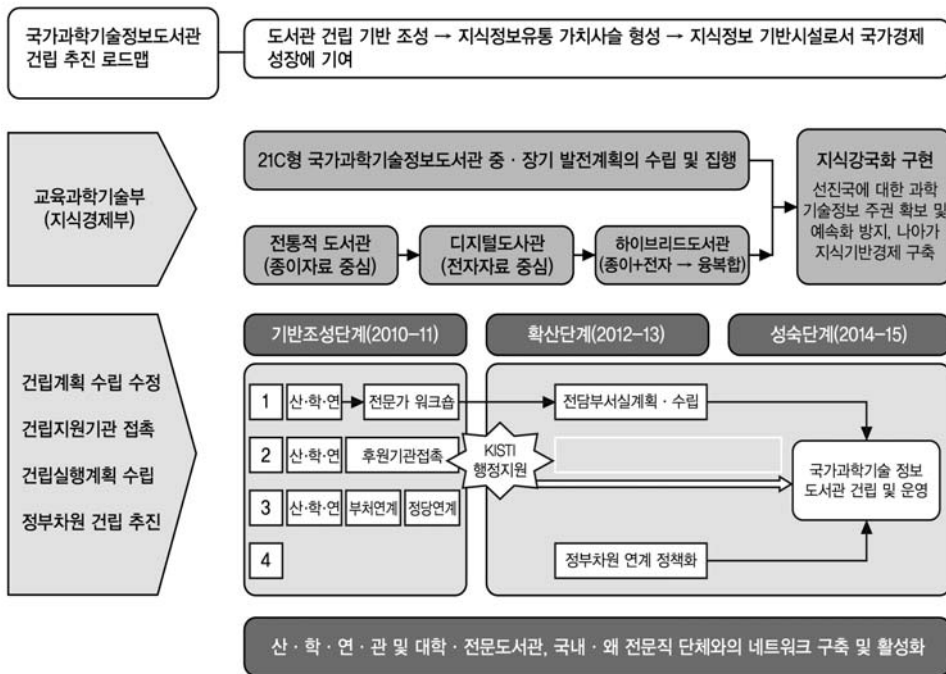 국가과학기술정보도서관
건립 추진 로드맵
도서관 건립 기반 조성 → 지식정보유통 가치사슬 형성 → 지식정보 기반시설로서 국가경제
성장에 기여
교육과학기술부
(지식경제부)
21C형 국가과학기술정보도서관 중 · 장기 발전계획의 수립 및 집행
전통적 도서관
(종이자료 중심)
디지털도사관
(전자자료 중심)
하이브리드도서관
(종이+전자 → 융복합)
지식강국화 구현
선진국에 대한 과학
기술정보 주권 확보 및
예속화 방지, 나아가
지식기반경제 구축
건립계획 수립 수정
건립지원기관 접촉
건립실행계획 수립
정부차원 건립 추진
기반조성단계(2010–11)
확산단계(2012–13)
성숙단계(2014–15)
1 산·학·연 전문가 워크숍
2 산·학·연 후원기관접촉
3 산·학·연 부처연계 정당연계
4
KISTI
행정지원
전담부서실계획 · 수립
정부차원 연계 정책화
국가과학기술 정보
도서관 건립 및 운영
산 · 학 · 연 · 관 및 대학 · 전문도서관, 국내 · 왜 전문직 단체와의 네트워크 구축 및 활성화